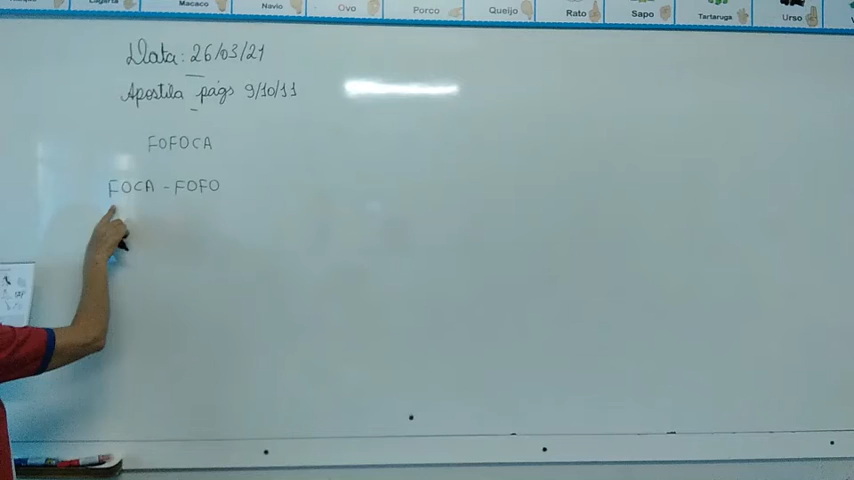 Macaco Navio Ovo Porco Queijo Rato Sapo Tartaruga Urso
Data: 26/03/21
Apostila págs 9/10/11
FOFOCA
FOCA - FOFO